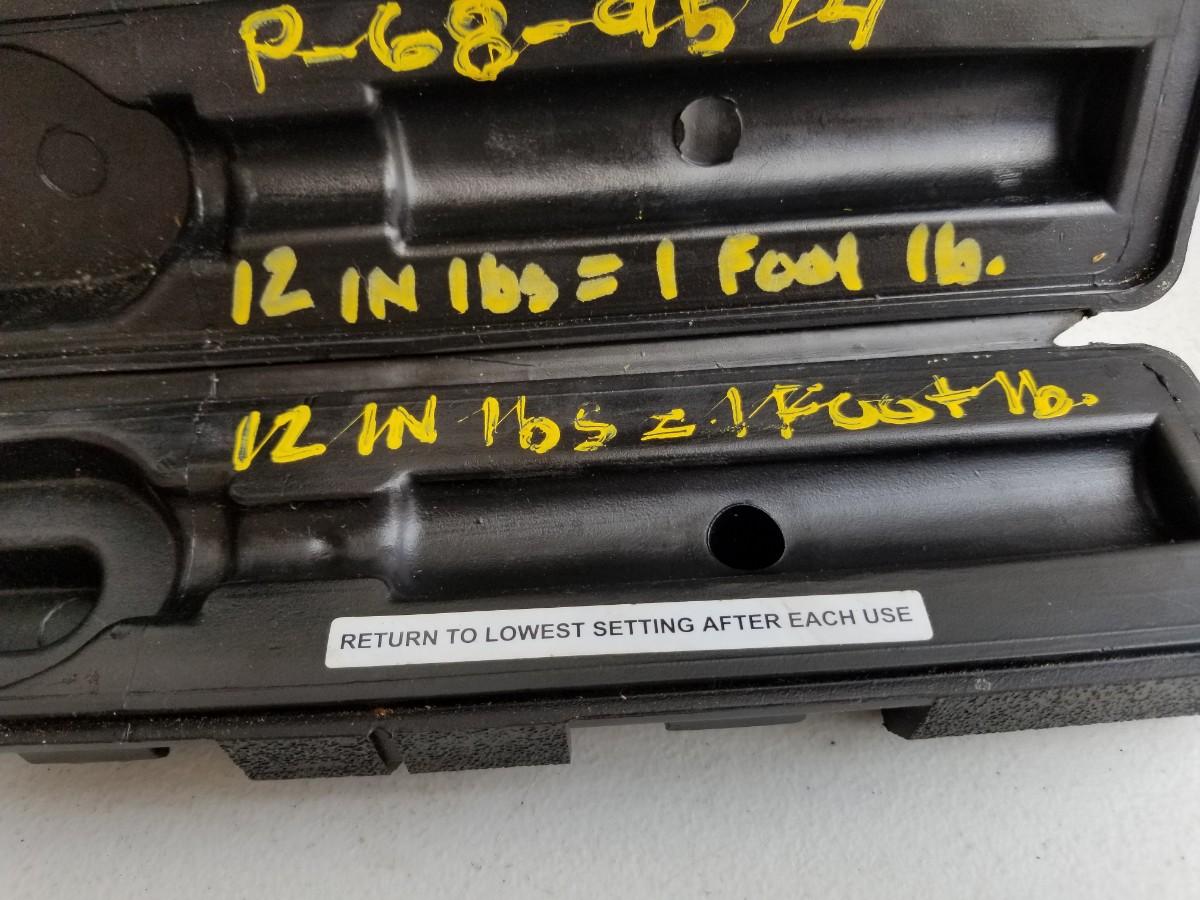 P-68-9514
12 IN lbs = 1 Foot lb.
12 IN lbs = 1 Foot lb.
RETURN TO LOWEST SETTING AFTER EACH USE